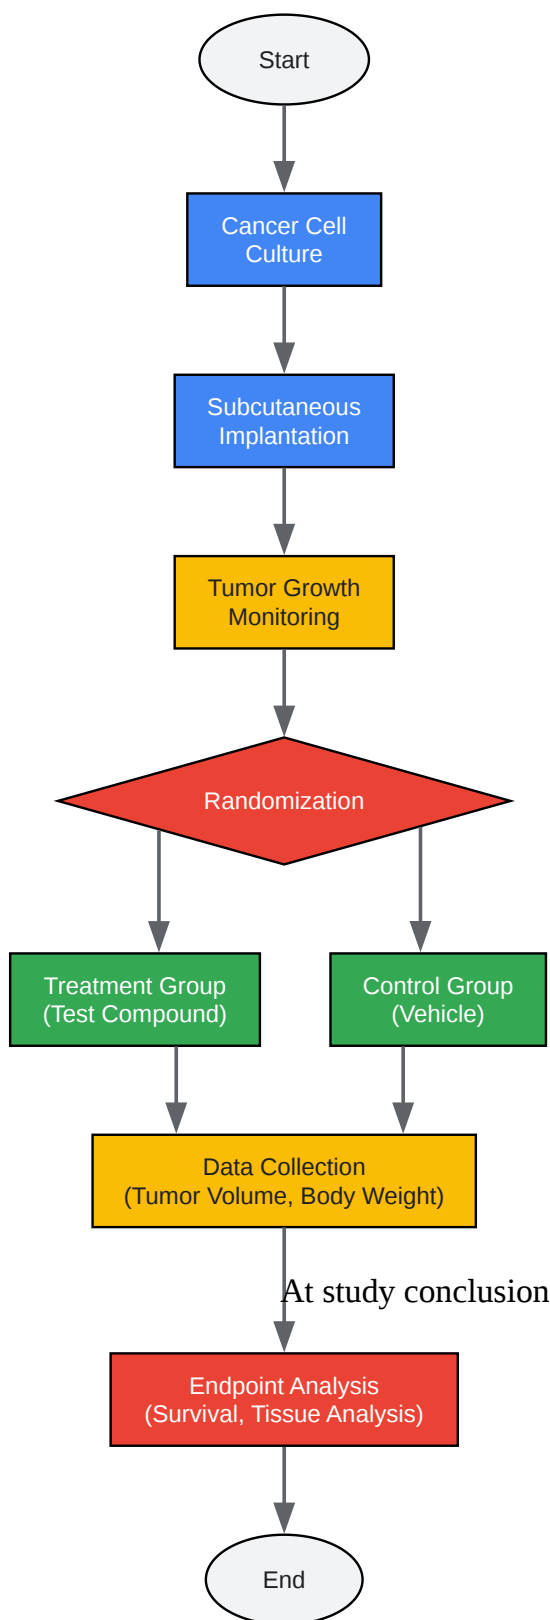 Start
Cancer Cell
Culture
Subcutaneous
Implantation
Tumor Growth
Monitoring
Randomization
Treatment Group
(Test Compound)
Control Group
(Vehicle)
Data Collection
(Tumor Volume, Body Weight)
At study conclusion
Endpoint Analysis
(Survival, Tissue Analysis)
End